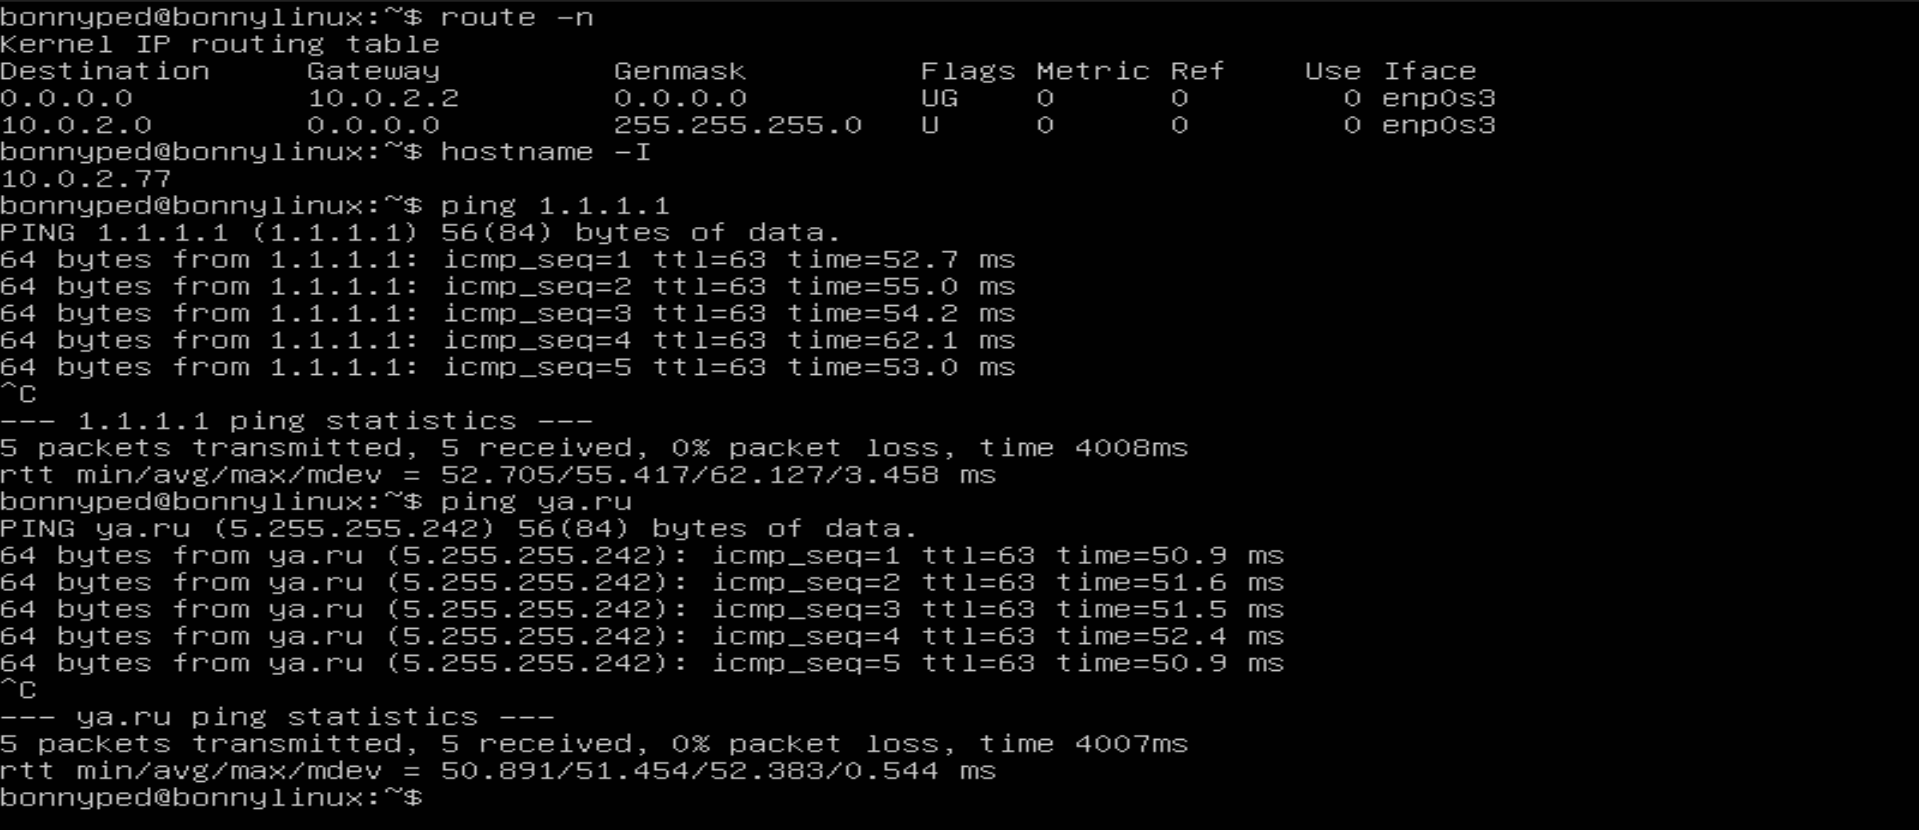 bonnyped@bonnylinux:~$ route -n
Kernel IP routing table
Destination     Gateway         Genmask         Flags Metric Ref    Use Iface
0.0.0.0         10.0.2.2        0.0.0.0         UG    0      0        0 enp0s3
10.0.2.0        0.0.0.0         255.255.255.0   U     0      0        0 enp0s3
bonnyped@bonnylinux:~$ hostname -I
10.0.2.77
bonnyped@bonnylinux:~$ ping 1.1.1.1
PING 1.1.1.1 (1.1.1.1) 56(84) bytes of data.
64 bytes from 1.1.1.1: icmp_seq=1 ttl=63 time=52.7 ms
64 bytes from 1.1.1.1: icmp_seq=2 ttl=63 time=55.0 ms
64 bytes from 1.1.1.1: icmp_seq=3 ttl=63 time=54.2 ms
64 bytes from 1.1.1.1: icmp_seq=4 ttl=63 time=62.1 ms
64 bytes from 1.1.1.1: icmp_seq=5 ttl=63 time=53.0 ms
^C
--- 1.1.1.1 ping statistics ---
5 packets transmitted, 5 received, 0% packet loss, time 4008ms
rtt min/avg/max/mdev = 52.705/55.417/62.127/3.458 ms
bonnyped@bonnylinux:~$ ping ya.ru
PING ya.ru (5.255.255.242) 56(84) bytes of data.
64 bytes from ya.ru (5.255.255.242): icmp_seq=1 ttl=63 time=50.9 ms
64 bytes from ya.ru (5.255.255.242): icmp_seq=2 ttl=63 time=51.6 ms
64 bytes from ya.ru (5.255.255.242): icmp_seq=3 ttl=63 time=51.5 ms
64 bytes from ya.ru (5.255.255.242): icmp_seq=4 ttl=63 time=52.4 ms
64 bytes from ya.ru (5.255.255.242): icmp_seq=5 ttl=63 time=50.9 ms
^C
--- ya.ru ping statistics ---
5 packets transmitted, 5 received, 0% packet loss, time 4007ms
rtt min/avg/max/mdev = 50.891/51.454/52.383/0.544 ms
bonnyped@bonnylinux:~$